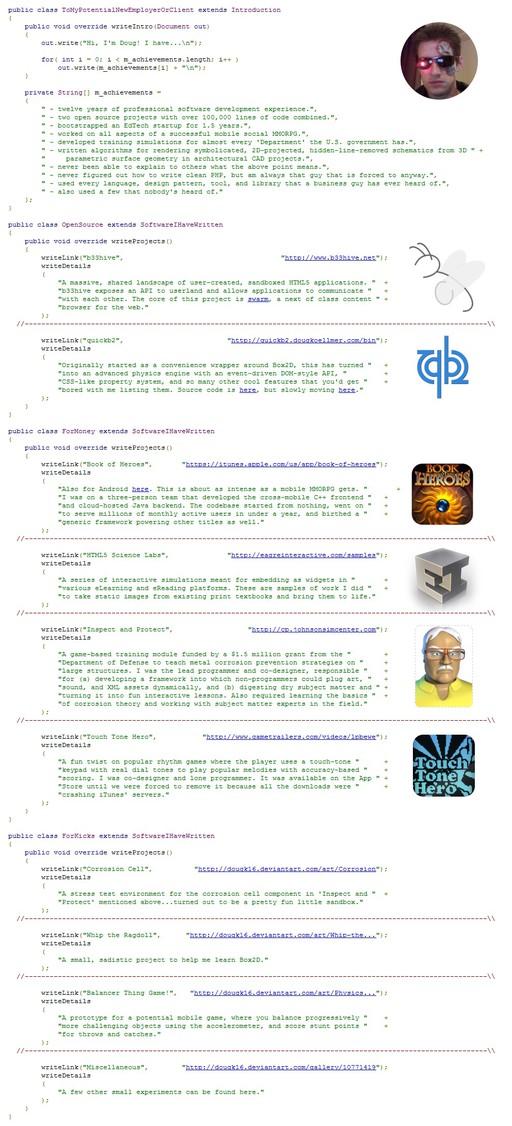 public class ToMyPotentialNewEmployerOrClient extends Introduction
{
public void override writeIntro(Document out)
{
out.write("Hi, I'm Doug! I have...\n");
for( int i = 0; i < m_achievements.length; i++ )
out.write(m_achievements[i] + "\n");
}
private String[] m_achievements =
{
" - twelve years of professional software development experience.",
" - two open source projects with over 100,000 lines of code combined.",
" - bootstrapped an EdTech startup for 1.5 years.",
" - worked on all aspects of a successful mobile social MMORPG.",
" - developed training simulations for almost every 'Department' the U.S. government has.",
" - written algorithms for rendering symbolicated, 2D-projected, hidden-line-removed schematics from 3D " +
" parametric surface geometry in architectural CAD projects.",
" - never been able to explain to others what the above point means.",
" - never figured out how to write clean PHP, but am always that guy that is forced to anyway.",
" - used every language, design pattern, tool, and library that a business guy has ever heard of.",
" - also used a few that nobody's heard of."
};
}
public class OpenSource extends SoftwareIHaveWritten
{
public void override writeProjects()
{
writeLink("b33hive", "http://www.b33hive.net");
writeDetails
(
"A massive, shared landscape of user-created, sandboxed HTML5 applications. " +
"b33hive exposes an API to userland and allows applications to communicate " +
"with each other. The core of this project is swarm, a nest of class content " +
"browser for the web."
);
//------------------------------------------------------------\\
writeLink("quickb2", "http://quickb2.dougkoellmer.com/bin");
writeDetails
(
"Originally started as a convenience wrapper around Box2D, this has turned " +
"into an advanced physics engine with an event-driven DOM-style API, " +
"CSS-like property system, and so many other cool features that you'd get " +
"bored with me listing them. Source code is here, but slowly moving here."
);
}
}
public class ForMoney extends SoftwareIHaveWritten
{
public void override writeProjects()
{
writeLink("Book of Heroes", "https://itunes.apple.com/us/app/book-of-heroes");
writeDetails
(
"Also for Android here. This is about as intense as a mobile MMORPG gets. " +
"I was on a three-person team that developed the cross-mobile C++ frontend " +
"and cloud-hosted Java backend. The codebase started from nothing, went on " +
"to serve millions of monthly active users in under a year, and birthed a " +
"generic framework powering other titles as well."
);
BOOK OF HEROES
//------------------------------------------------------------\\
writeLink("HTML5 Science Labs", "http://eagreinteractive.com/samples");
writeDetails
(
"A series of interactive simulations meant for embedding as widgets in " +
"various eLearning and eReading platforms. These are samples of work I did " +
"to take static images from existing print textbooks and bring them to life."
);
//------------------------------------------------------------\\
writeLink("Inspect and Protect", "http://cp.johnsonsimcenter.com");
writeDetails
(
"A game-based training module funded by a $1.5 million grant from the " +
"Department of Defense to teach metal corrosion prevention strategies on " +
"large structures. I was the lead programmer and co-designer, responsible " +
"for (a) developing a framework into which non-programmers could plug art, " +
"sound, and XML assets dynamically, and (b) digesting dry subject matter and " +
"turning it into fun interactive lessons. Also required learning the basics " +
"of corrosion theory and working with subject matter experts in the field."
);
//------------------------------------------------------------\\
writeLink("Touch Tone Hero", "http://www.gametrailers.com/videos/lpbewe");
writeDetails
(
"A fun twist on popular rhythm games where the player uses a touch-tone " +
"keypad with real dial tones to play popular melodies with accuracy-based " +
"scoring. I was co-designer and lone programmer. It was available on the App " +
"Store until we were forced to remove it because all the downloads were " +
"crashing iTunes' servers."
);
Touch
Tone
Hero
}
}
public class ForKicks extends SoftwareIHaveWritten
{
public void override writeProjects()
{
writeLink("Corrosion Cell", "http://dougk16.deviantart.com/art/Corrosion");
writeDetails
(
"A stress test environment for the corrosion cell component in 'Inspect and " +
"Protect' mentioned above...turned out to be a pretty fun little sandbox."
);
//------------------------------------------------------------\\
writeLink("Whip the Ragdoll", "http://dougk16.deviantart.com/art/Whip-the...");
writeDetails
(
"A small, sadistic project to help me learn Box2D."
);
//------------------------------------------------------------\\
writeLink("Balancer Thing Game!", "http://dougk16.deviantart.com/art/Physics...");
writeDetails
(
"A prototype for a potential mobile game, where you balance progressively " +
"more challenging objects using the accelerometer, and score stunt points " +
"for throws and catches."
);
//------------------------------------------------------------\\
writeLink("Miscellaneous", "http://dougk16.deviantart.com/gallery/10771419");
writeDetails
(
"A few other small experiments can be found here."
);
}
}